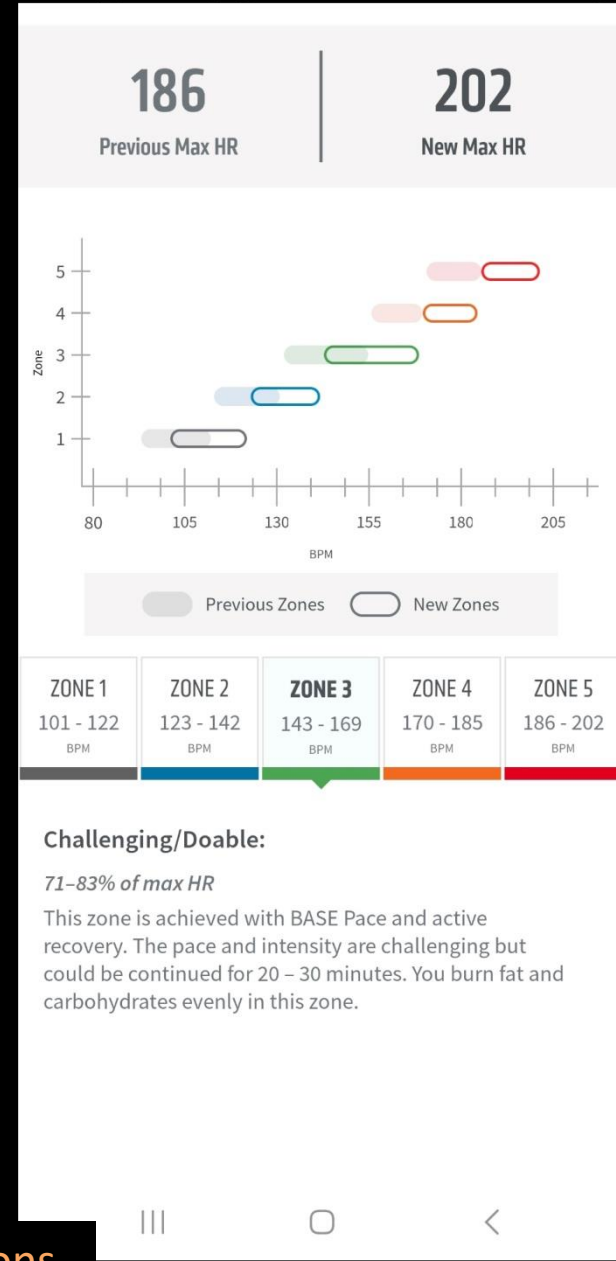 186
Previous Max HR
202
New Max HR
Zone
5
4
3
2
1
80 105 130 155 180 205
BPM
Previous Zones
New Zones
ZONE 1
101 - 122
BPM
ZONE 2
123 - 142
BPM
ZONE 3
143 - 169
BPM
ZONE 4
170 - 185
BPM
ZONE 5
186 - 202
BPM
Challenging/Doable:
71–83% of max HR
This zone is achieved with BASE Pace and active
recovery. The pace and intensity are challenging but
could be continued for 20 – 30 minutes. You burn fat and
carbohydrates evenly in this zone.